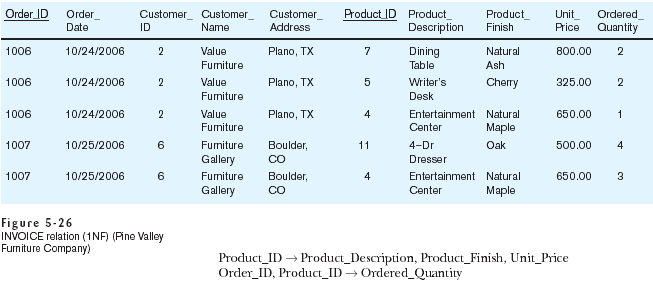 Order_ID Order_ Date Customer_ ID Customer_ Name Customer_ Address Product_ID Product_ Description Product_ Finish Unit_ Price Ordered_ Quantity
1006 10/24/2006 2 Value Furniture Plano, TX 7 Dining Table Natural Ash 800.00 2
1006 10/24/2006 2 Value Furniture Plano, TX 5 Writer's Desk Cherry 325.00 2
1006 10/24/2006 2 Value Furniture Plano, TX 4 Entertainment Center Natural Maple 650.00 1
1007 10/25/2006 6 Furniture Gallery Boulder, CO 11 4–Dr Dresser Oak 500.00 4
1007 10/25/2006 6 Furniture Gallery Boulder, CO 4 Entertainment Center Natural Maple 650.00 3
Figure 5-26
INVOICE relation (1NF) (Pine Valley
Furniture Company)
Product_ID → Product_Description, Product_Finish, Unit_Price
Order_ID, Product_ID → Ordered_Quantity